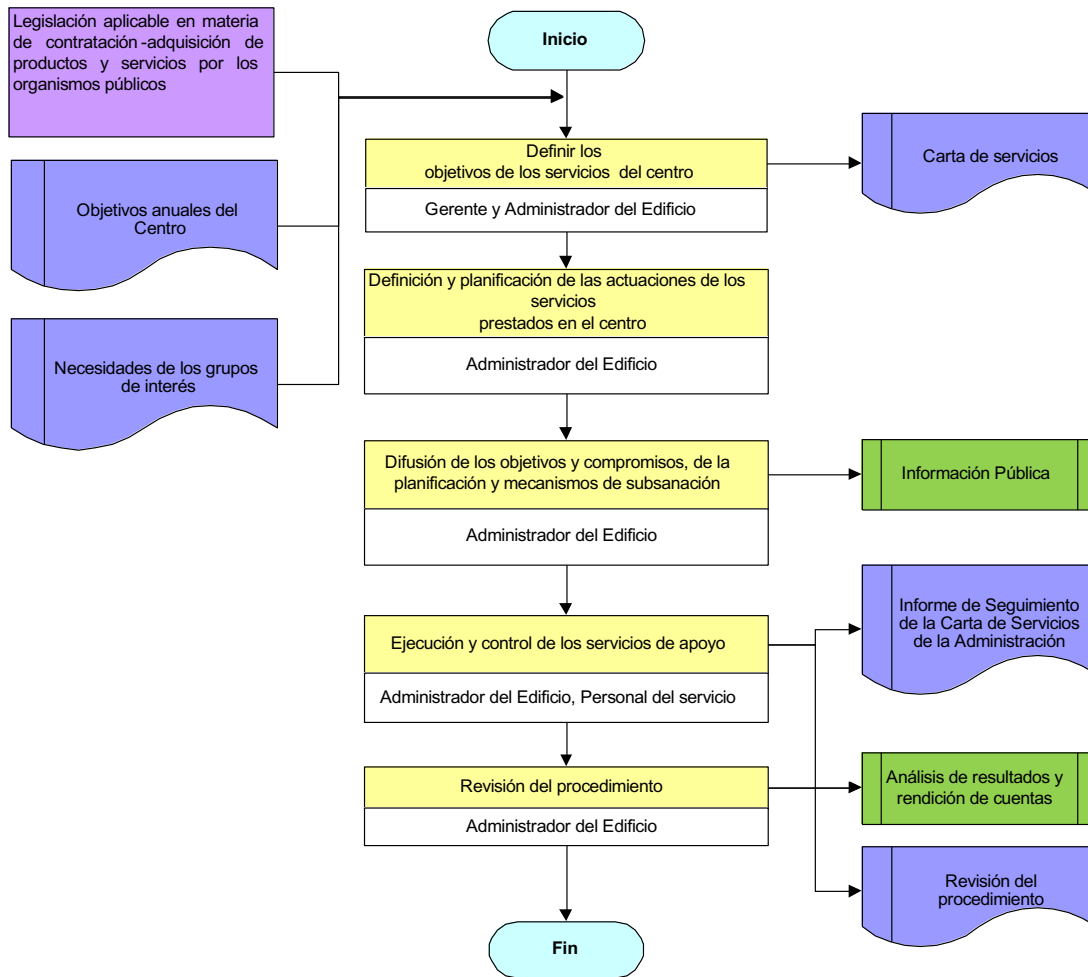 Legislación aplicable en materia
de contratación -adquisición de
productos y servicios por los
organismos públicos
Inicio
Definir los
objetivos de los servicios del centro
Gerente y Administrador del Edificio
Carta de servicios
Objetivos anuales del
Centro
Definición y planificación de las actuaciones de los
servicios
prestados en el centro
Administrador del Edificio
Necesidades de los grupos
de interés
Difusión de los objetivos y compromisos, de la
planificación y mecanismos de subsanación
Administrador del Edificio
Información Pública
Ejecución y control de los servicios de apoyo
Administrador del Edificio, Personal del servicio
Informe de Seguimiento
de la Carta de Servicios
de la Administración
Revisión del procedimiento
Administrador del Edificio
Análisis de resultados y
rendición de cuentas
Revisión del
procedimiento
Fin